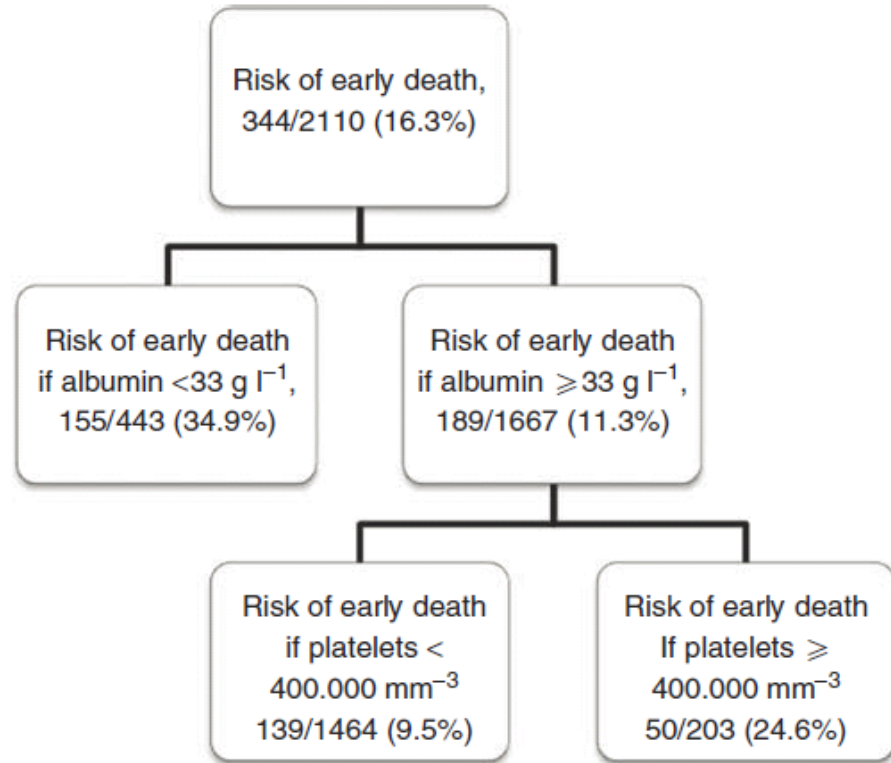 Risk of early death,
344/2110 (16.3%)
Risk of early death
if albumin <33 g l⁻¹,
155/443 (34.9%)
Risk of early death
if albumin ⩾33 g l⁻¹,
189/1667 (11.3%)
Risk of early death
if platelets <
400.000 mm⁻³
139/1464 (9.5%)
Risk of early death
If platelets ⩾
400.000 mm⁻³
50/203 (24.6%)